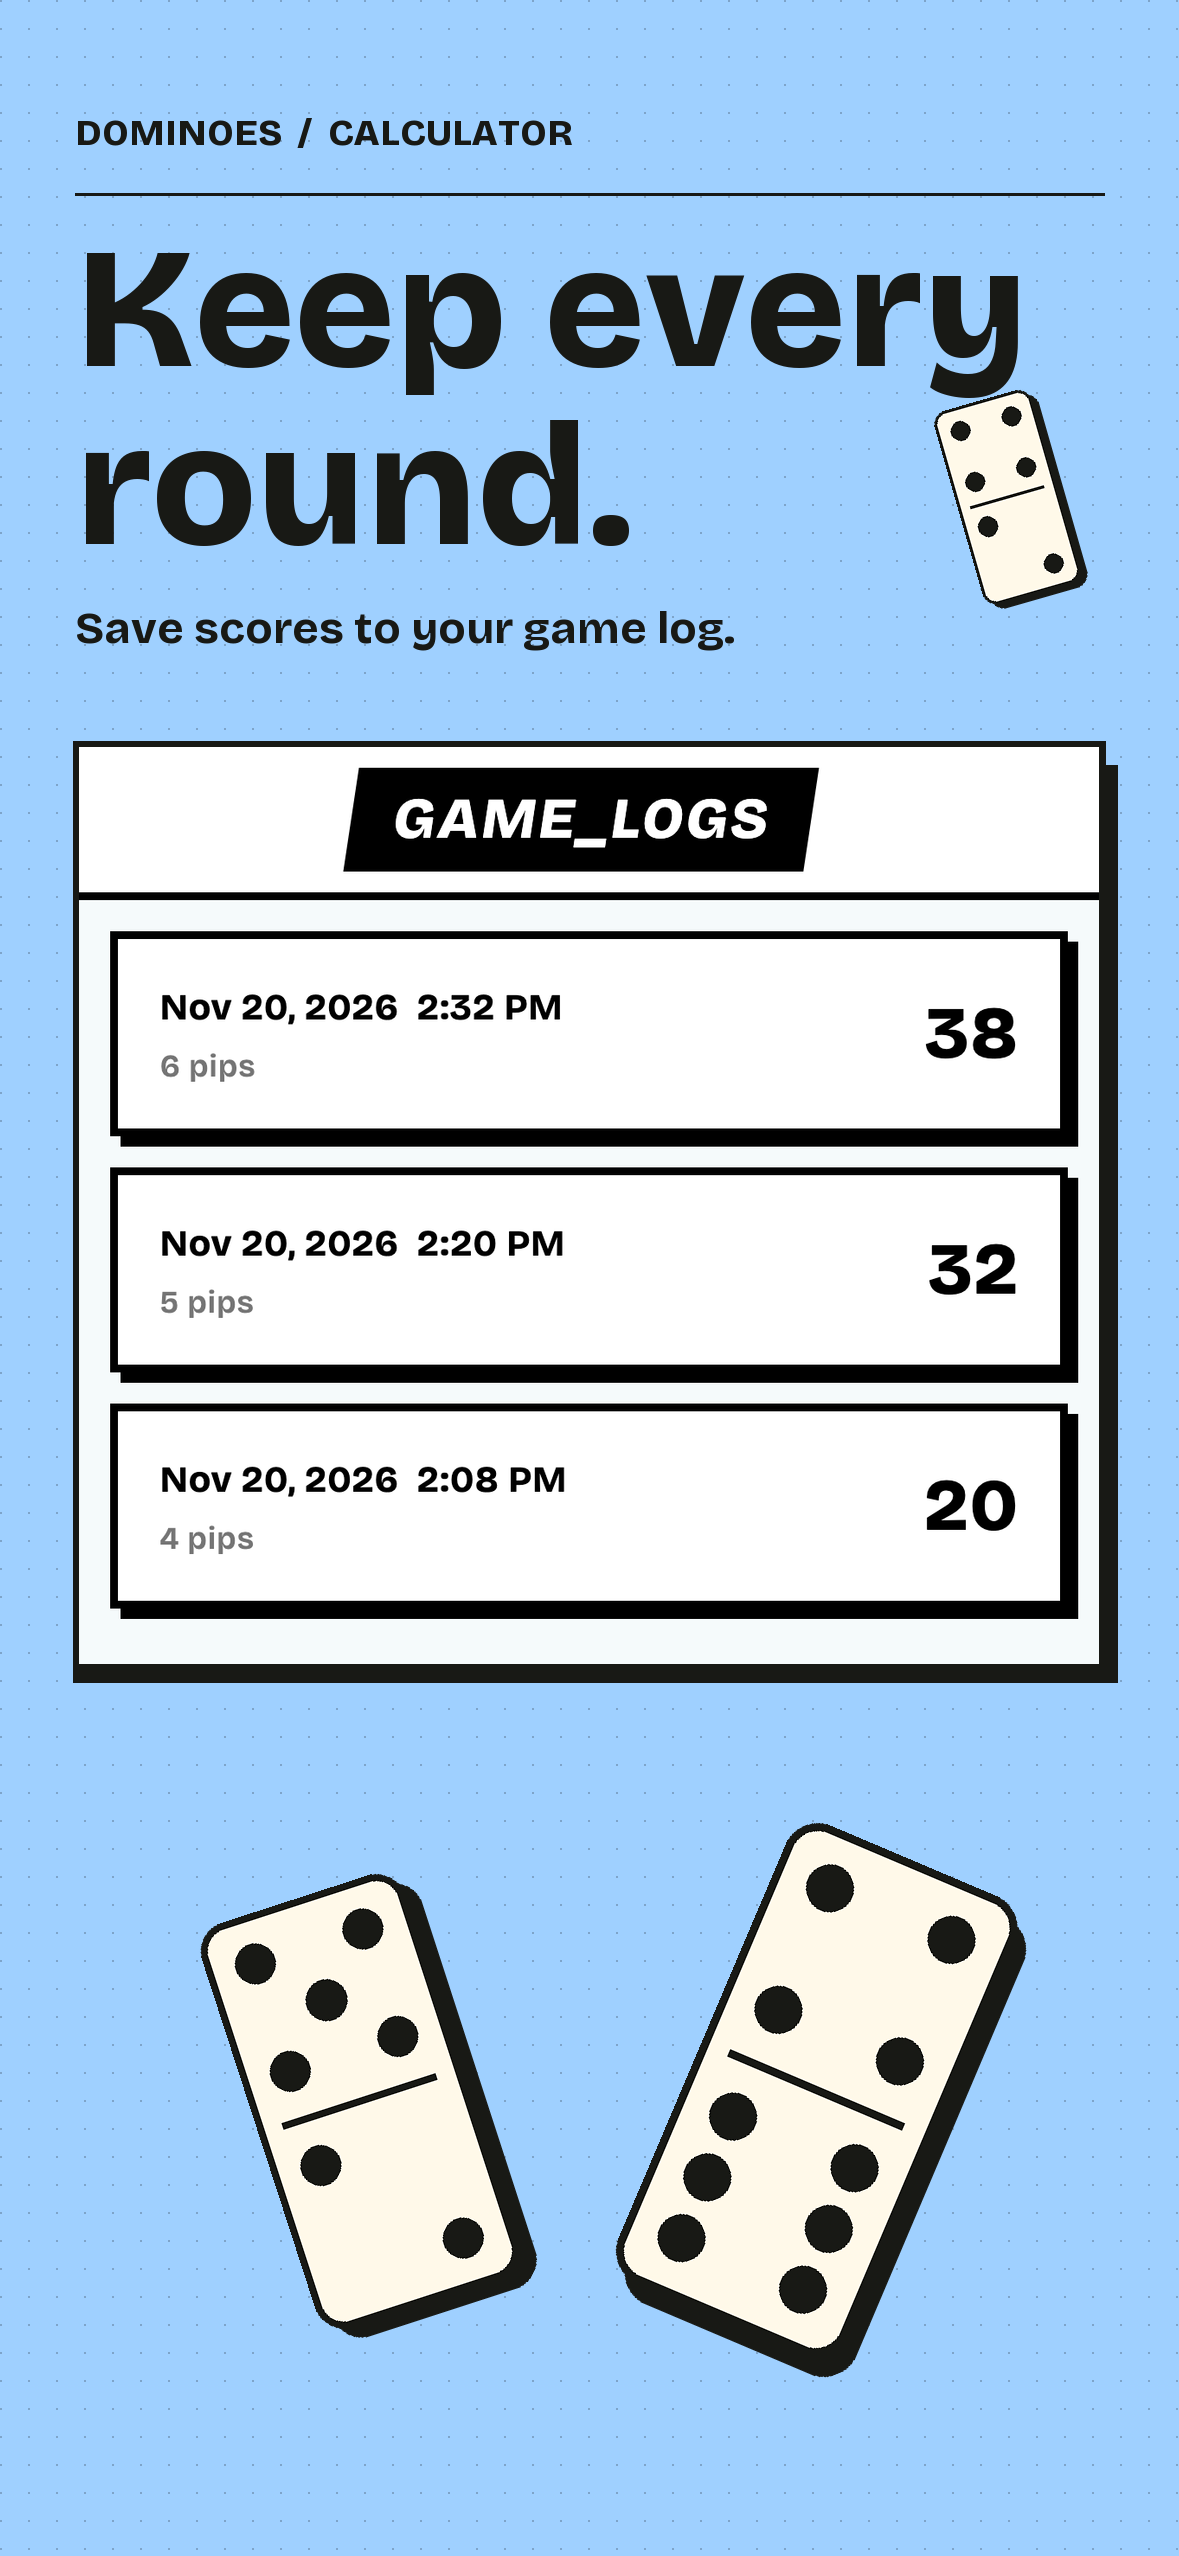 DOMINOES / CALCULATOR
Keep every
round.
Save scores to your game log.
GAME_LOGS
Nov 20, 2026 2:32 PM
6 pips
38
Nov 20, 2026 2:20 PM
5 pips
32
Nov 20, 2026 2:08 PM
4 pips
20